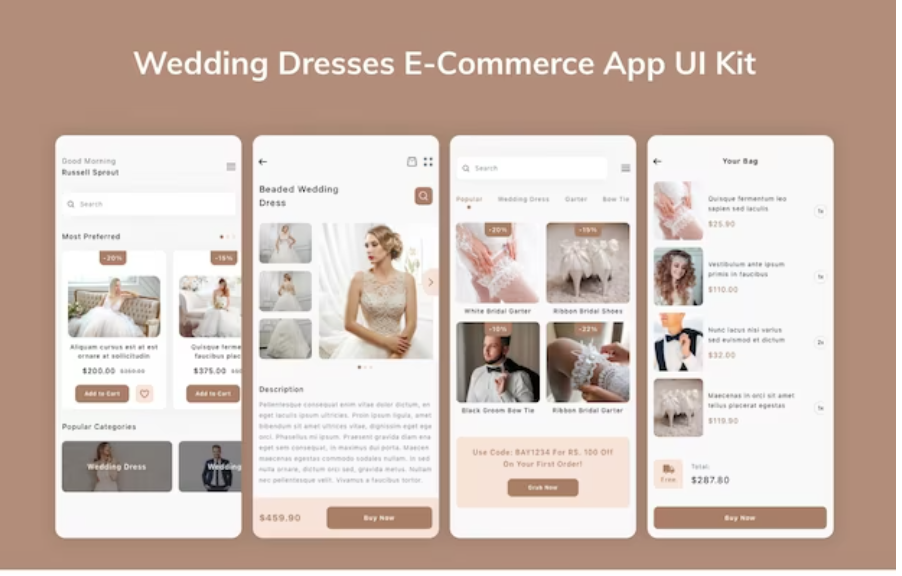 Wedding Dresses E-Commerce App UI Kit
Good Morning
Russell Sprout
Search
Most Preferred
-20%
-15%
Aliquam cursus est at est
ornare at sollicitudin
Quisque ferme
faucibus plac
$200.00 $350.00
$375.00
Add to Cart
Add to Cart
Popular Categories
Wedding Dress
Wedding
Beaded Wedding
Dress
Description
Pellentesque consequat enim vitae dolor dictum, en
eget iaculis ipsum ultricies. Proin ipsum ligula, amet
bibendum sit amet ultrices vitae, dignissim eget ege
orci. Phasellus mi ipsum. Praesent gravida diam ena
eget sem consequat, in maximus dui porta. Maecen
maecenas egestas commodo sodales nullam. In sed
nulla ornare, dictum orci sed, gravida metus. Nullam
nec pellentesque velit. Vivamus a faucibus tortor.
$459.90
Buy Now
Search
Popular
Wedding Dress
Garter
Bow Tie
-20%
-15%
White Bridal Garter
Ribbon Bridal Shoes
-10%
-22%
Black Groom Bow Tie
Ribbon Bridal Garter
Use Code: BAY1234 For RS. 100 Off
On Your First Order!
Grab Now
Your Bag
Quisque fermentum leo
sapien sed iaculis
$25.90
1x
Vestibulum ante ipsum
primis in faucibus
$110.00
1x
Nunc lacus nisi varius
sed euismod et dictum
$32.00
2x
Maecenas in orci sit amet
tellus placerat egestas
$119.90
1x
Free
Total:
$287.80
Buy Now